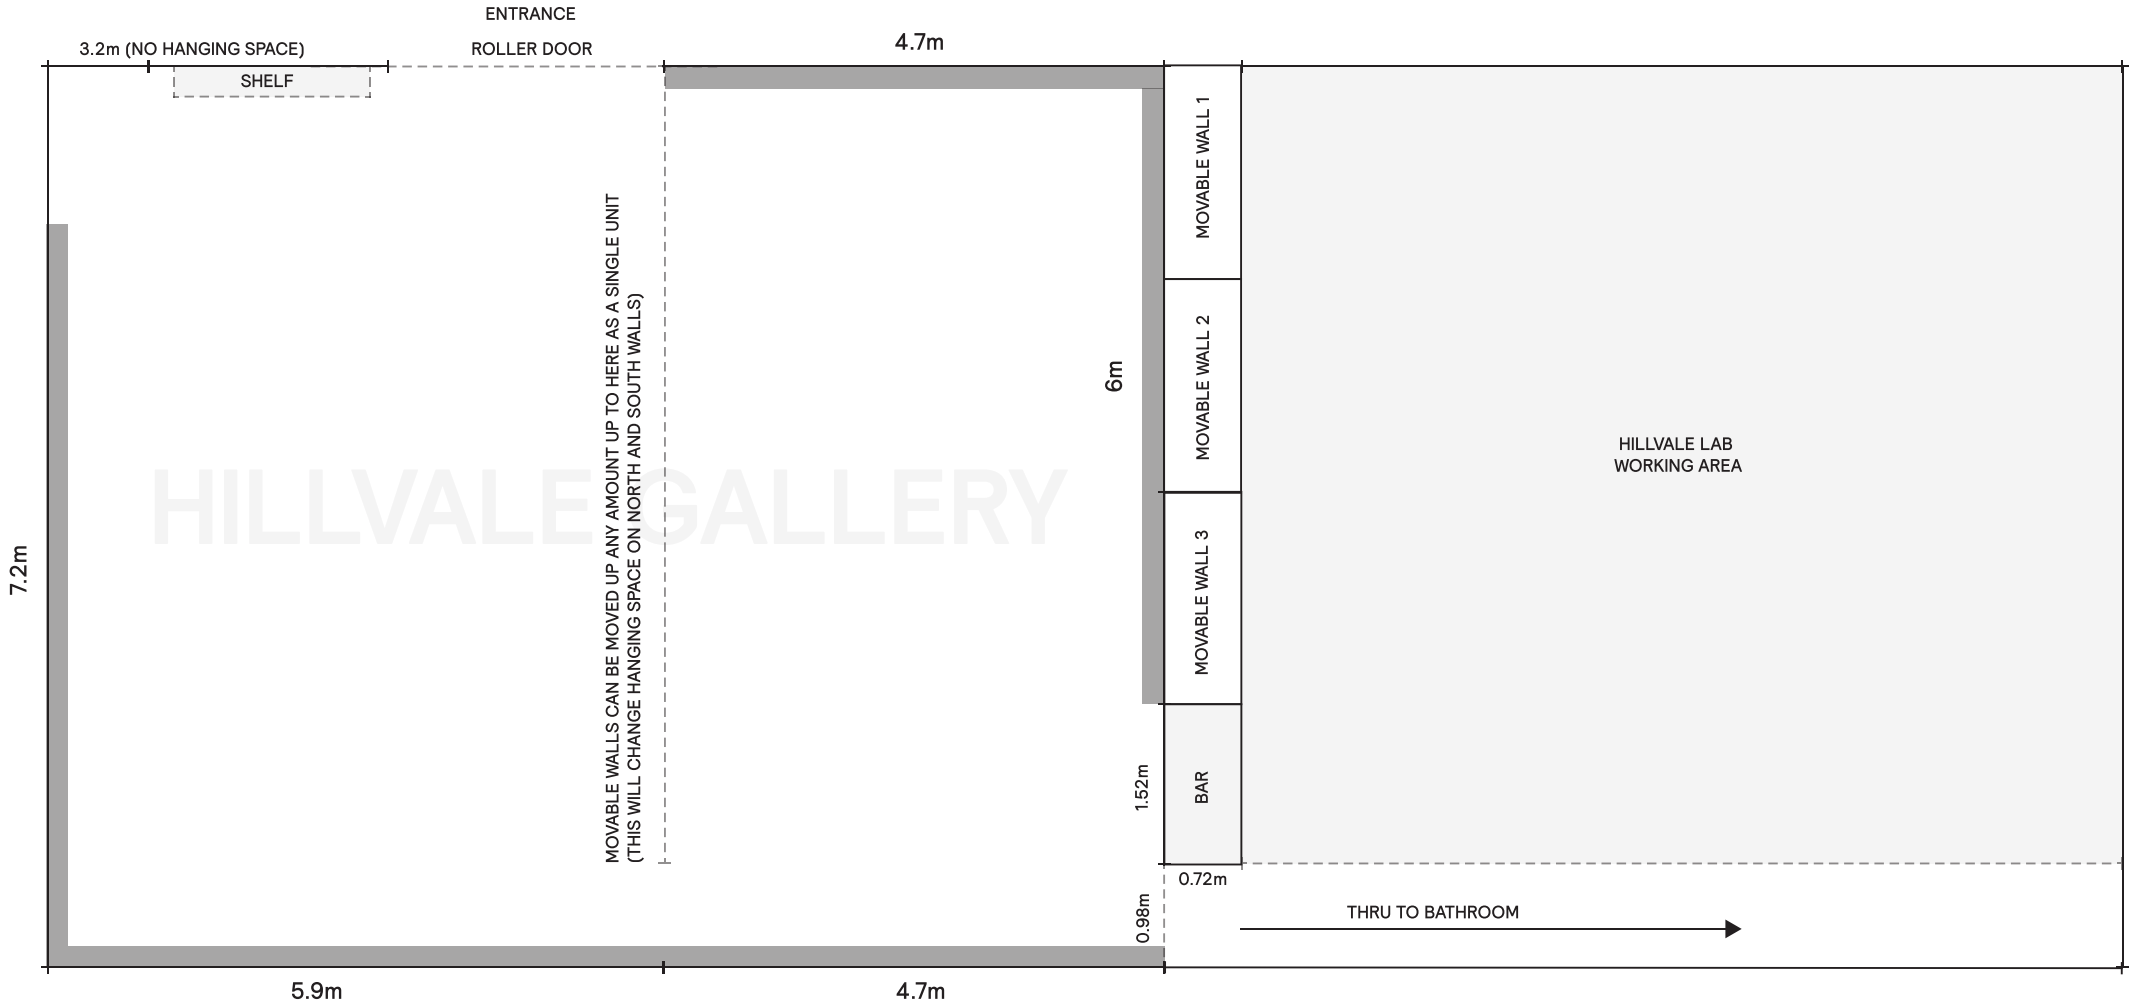 ENTRANCE
3.2m (NO HANGING SPACE)
ROLLER DOOR
4.7m
SHELF
MOVABLE WALL 1
MOVABLE WALL 2
MOVABLE WALL 3
BAR
6m
MOVABLE WALLS CAN BE MOVED UP ANY AMOUNT UP TO HERE AS A SINGLE UNIT
(THIS WILL CHANGE HANGING SPACE ON NORTH AND SOUTH WALLS)
HILLVALE LAB
WORKING AREA
HILLVALE GALLERY
7.2m
1.52m
0.72m
0.98m
THRU TO BATHROOM
5.9m
4.7m